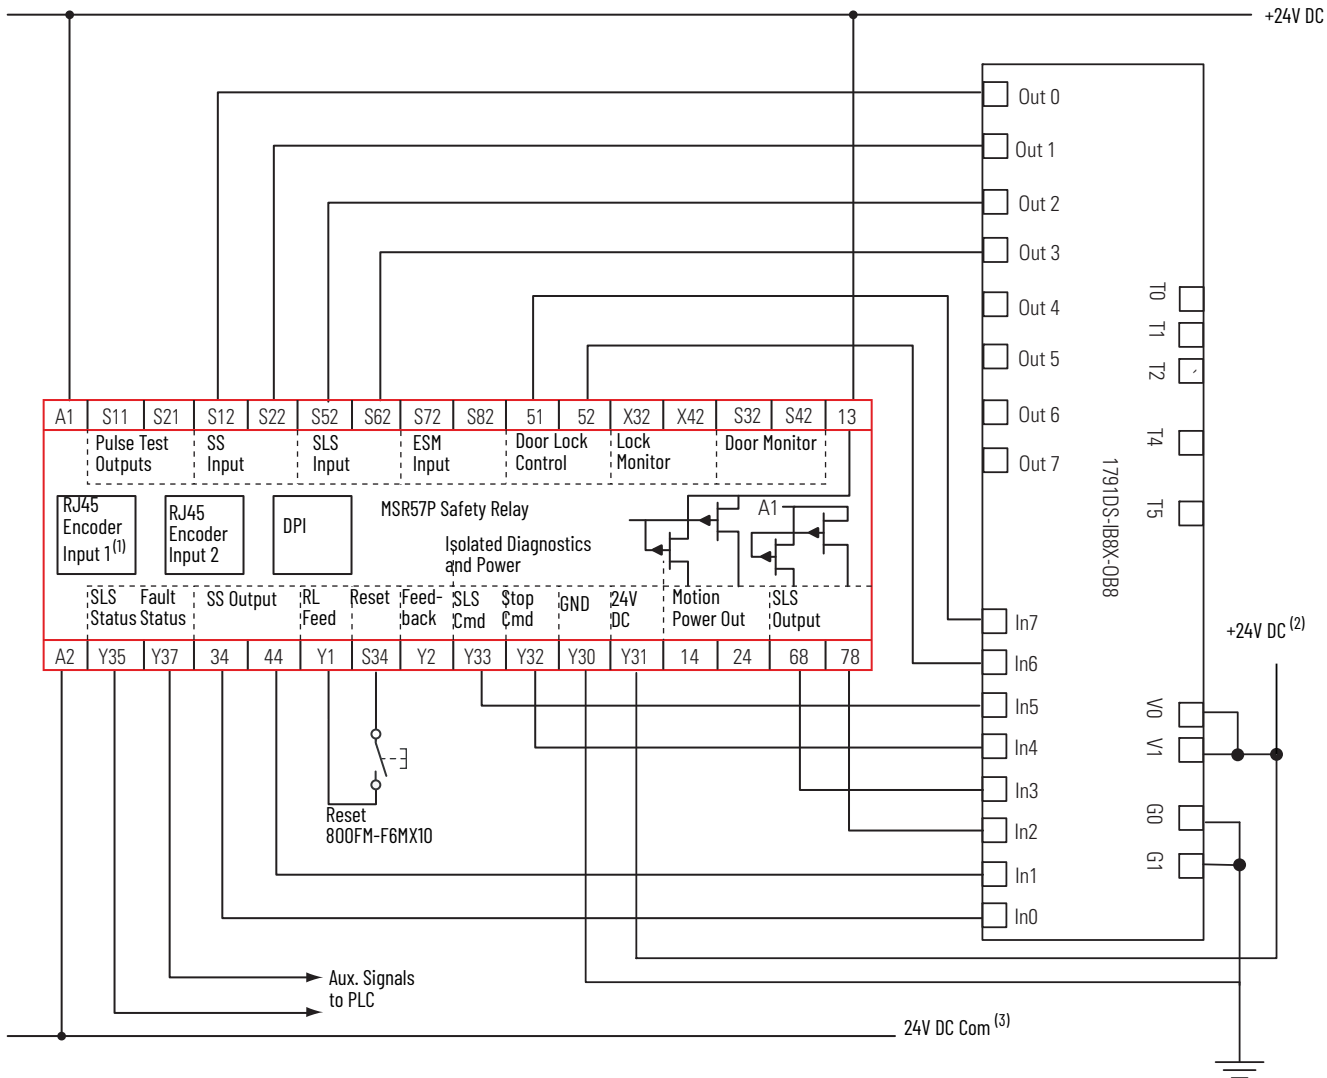 +24V DC
Out 0
Out 1
Out 2
Out 3
Out 4
Out 5
Out 6
Out 7
T0
T1
T2
T4
T5
1791DS-IB8X-OB8
A1 S11 S21 S12 S22 S52 S62 S72 S82 51 52 X32 X42 S32 S42 13
Pulse Test
Outputs
SS
Input
SLS
Input
ESM
Input
Door Lock
Control
Lock
Monitor
Door Monitor
RJ45
Encoder
Input 1(1)
RJ45
Encoder
Input 2
DPI
MSR57P Safety Relay
Isolated Diagnostics
and Power
A1
SLS
Status
Fault
Status
SS Output
RL
Feed
Reset
Feed-
back
SLS
Cmd
Stop
Cmd
GND
24V
DC
Motion
Power Out
SLS
Output
A2 Y35 Y37 34 44 Y1 S34 Y2 Y33 Y32 Y30 Y31 14 24 68 78
In7
In6
In5
In4
In3
In2
In1
In0
+24V DC (2)
V0
V1
G0
G1
Reset
800FM-F6MX10
Aux. Signals
to PLC
24V DC Com (3)